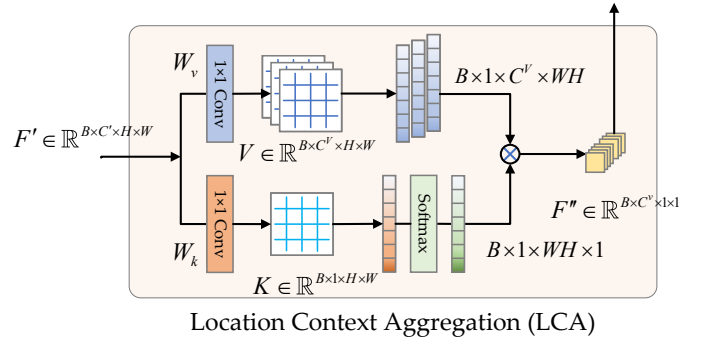 W_v
1×1 Conv
B×1×C^V×WH
F′ ∈ ℝ^{B×C′×H×W}
V ∈ ℝ^{B×C^V×H×W}
1×1 Conv
Softmax
F″ ∈ ℝ^{B×C^v×1×1}
W_k
K ∈ ℝ^{B×1×H×W}
B×1×WH×1
Location Context Aggregation (LCA)